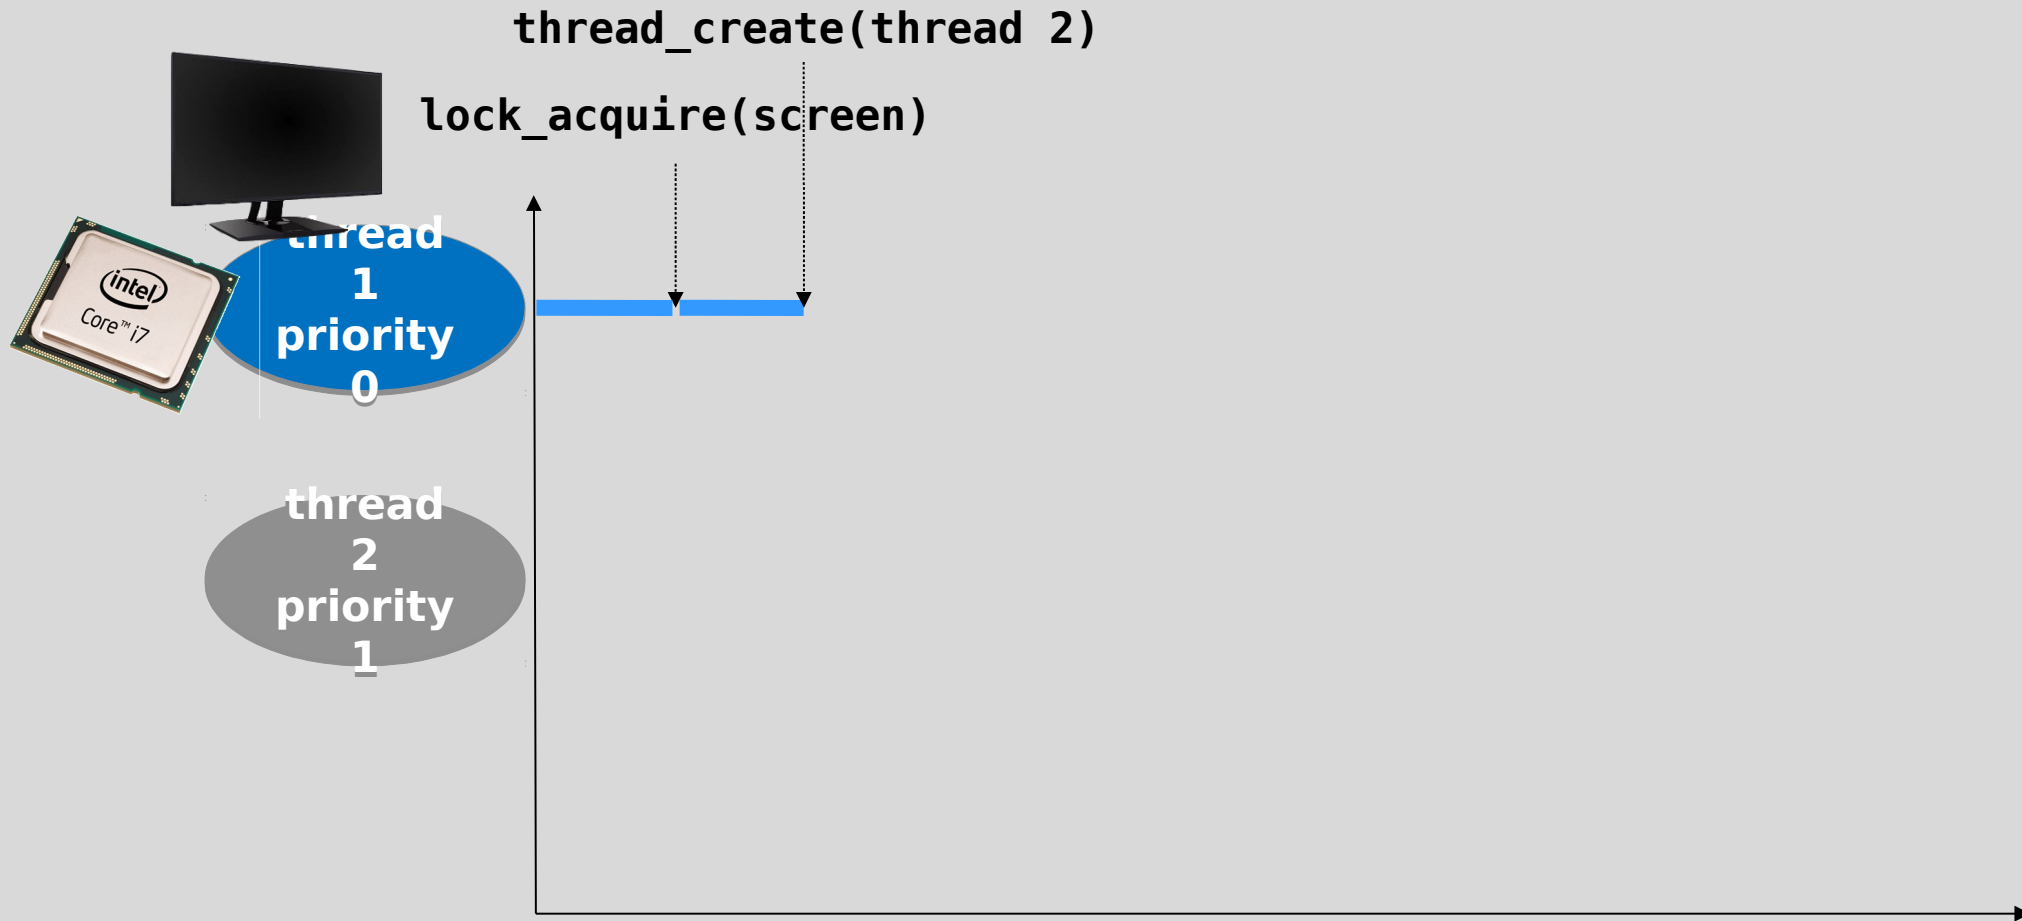 thread_create(thread 2)
lock_acquire(screen)
thread
1
priority
0
intel
Core™ i7
thread
2
priority
1